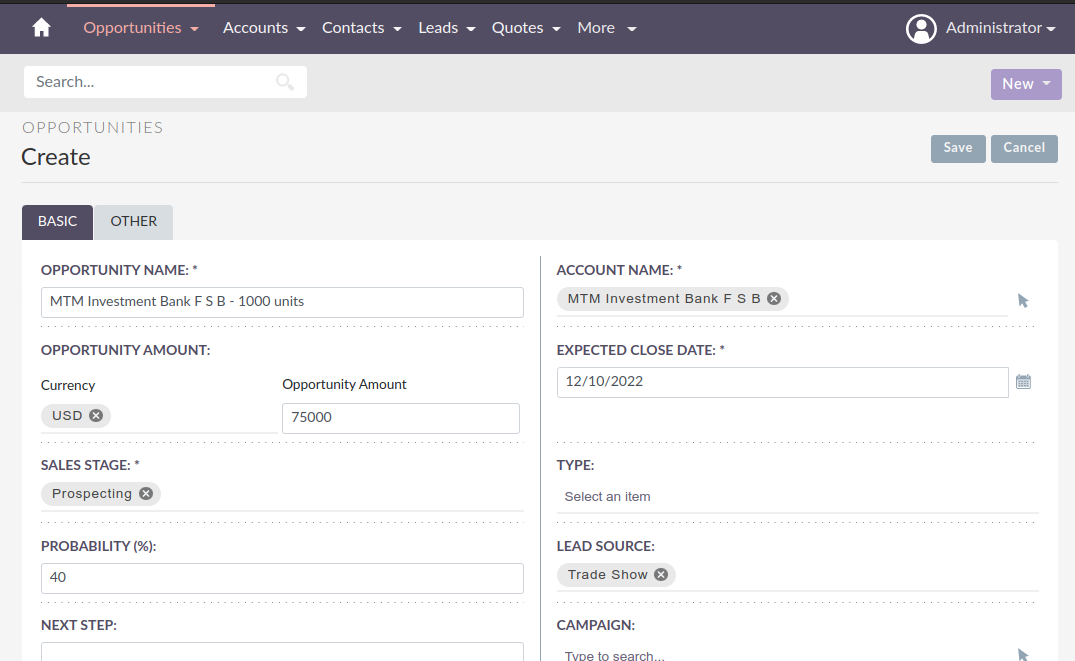 Opportunities Accounts Contacts Leads Quotes More Administrator
Search...
New
OPPORTUNITIES
Create
Save Cancel
BASIC OTHER
OPPORTUNITY NAME: *
MTM Investment Bank F S B - 1000 units
ACCOUNT NAME: *
MTM Investment Bank F S B
OPPORTUNITY AMOUNT:
Currency
USD
Opportunity Amount
75000
EXPECTED CLOSE DATE: *
12/10/2022
SALES STAGE: *
Prospecting
TYPE:
Select an item
PROBABILITY (%):
40
LEAD SOURCE:
Trade Show
NEXT STEP:
CAMPAIGN:
Type to search...